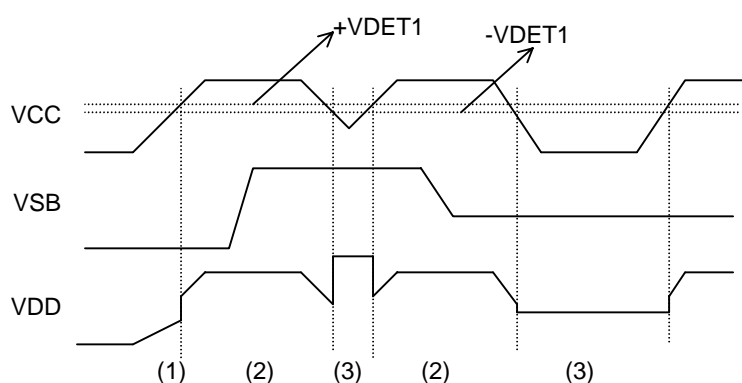 +VDET1
-VDET1
VCC
VSB
VDD
(1) (2) (3) (2) (3)